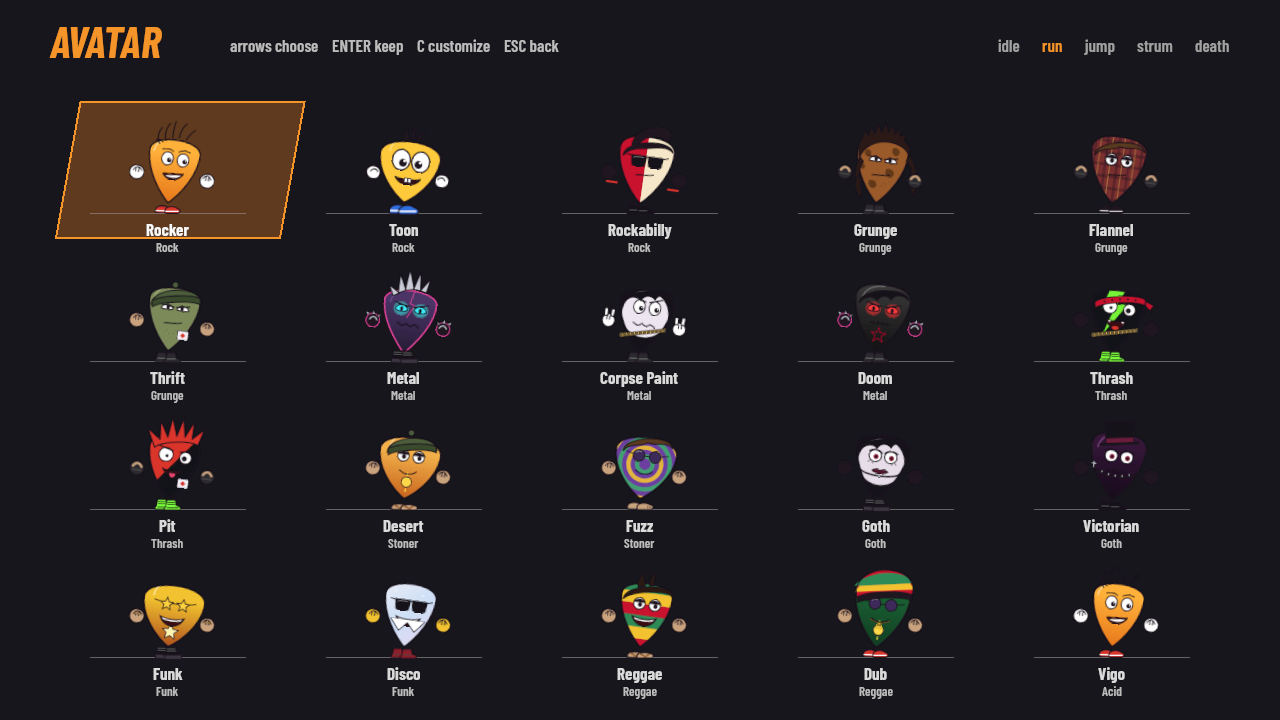 AVATAR
arrows choose ENTER keep C customize ESC back
idle run jump strum death
Rocker Toon Rockabilly Grunge Flannel
Rock Rock Rock Grunge Grunge
Thrift Metal Corpse Paint Doom Thrash
Grunge Metal Metal Metal Thrash
Pit Desert Fuzz Goth Victorian
Thrash Stoner Stoner Goth Goth
Funk Disco Reggae Dub Vigo
Funk Funk Reggae Reggae Acid